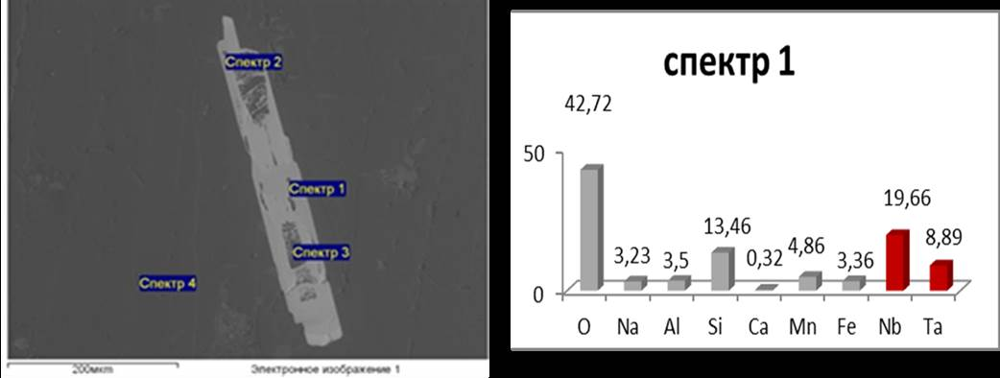 Спектр 2
Спектр 1
Спектр 3
Спектр 4
200мкm
Электронное изображение 1
спектр 1
42,72
50
3,23
3,5
13,46
0,32
4,86
3,36
19,66
8,89
0
O Na Al Si Ca Mn Fe Nb Ta